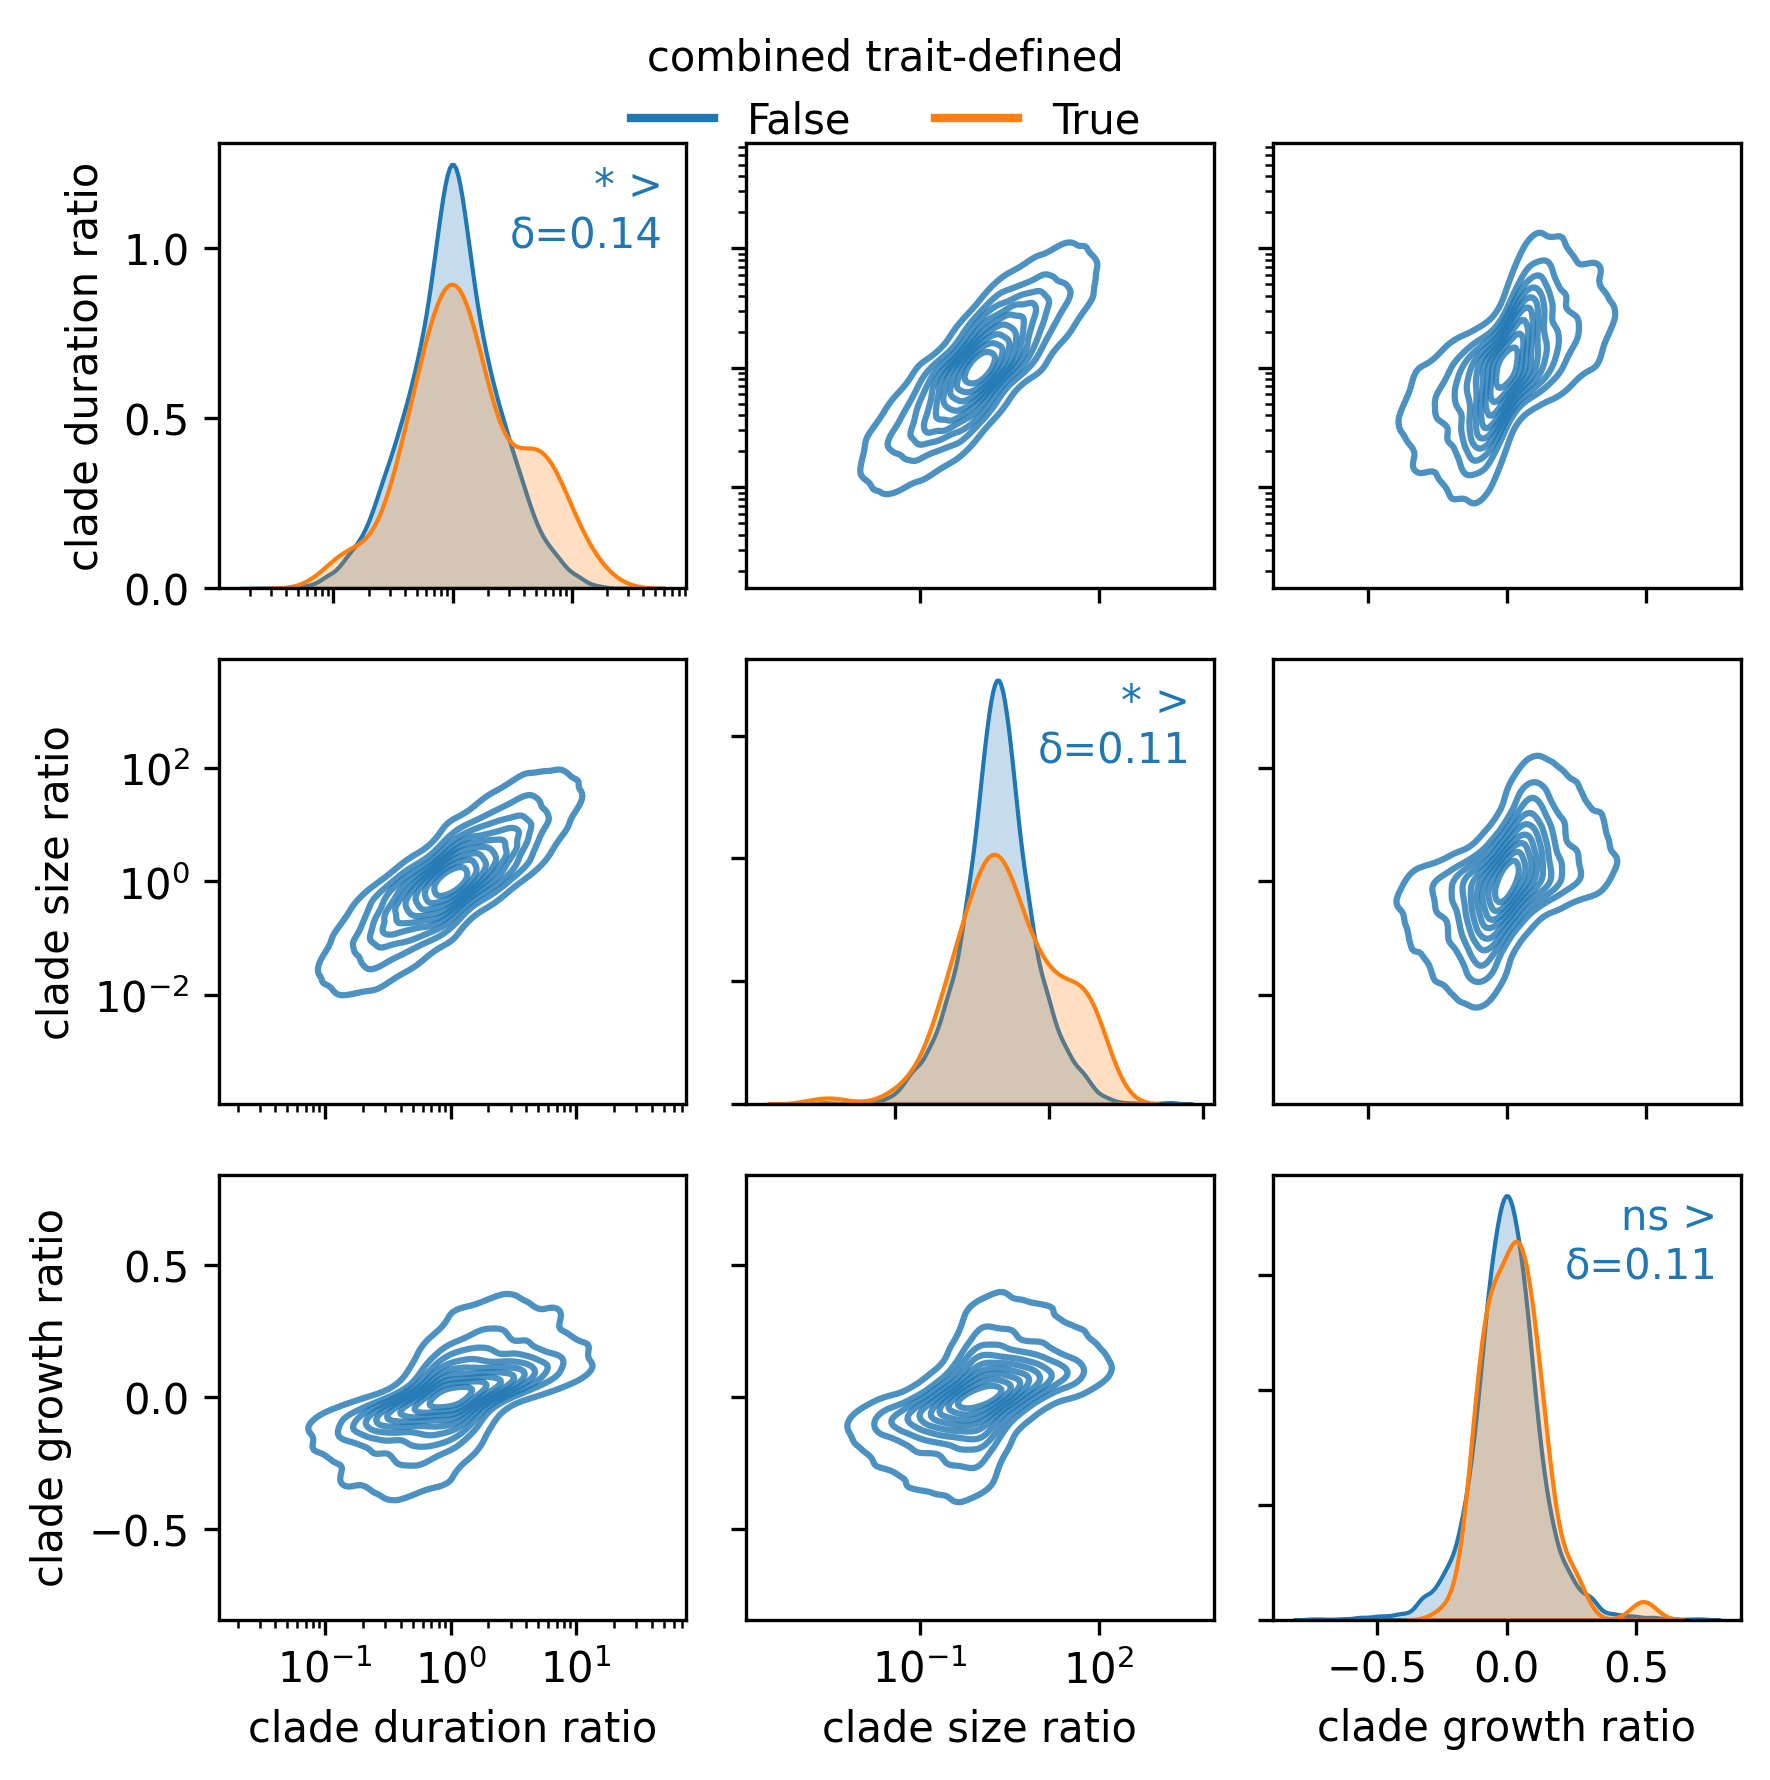 combined trait-defined
False True
clade duration ratio
1.0
0.5
0.0
* >
δ=0.14
clade size ratio
10²
10⁰
10⁻²
* >
δ=0.11
clade growth ratio
0.5
0.0
−0.5
ns >
δ=0.11
10⁻¹ 10⁰ 10¹
10⁻¹ 10²
−0.5 0.0 0.5
clade duration ratio
clade size ratio
clade growth ratio